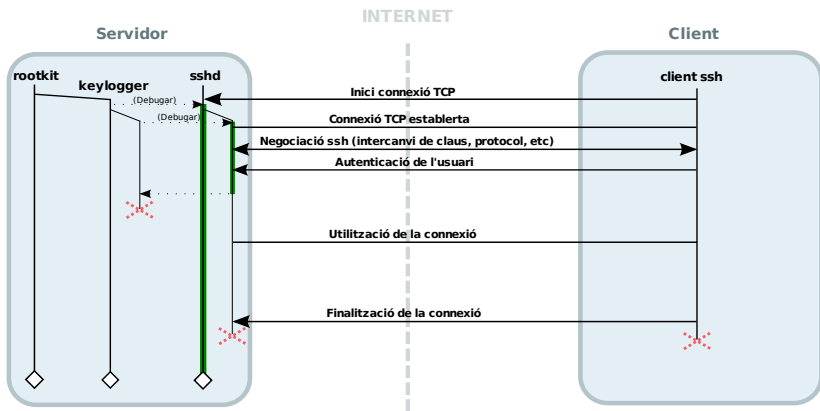 INTERNET
Servidor
Client
rootkit
keylogger
sshd
client ssh
Inici connexió TCP
(Debugar)
(Debugar)
Connexió TCP establerta
Negociació ssh (intercanvi de claus, protocol, etc)
Autenticació de l'usuari
Utilització de la connexió
Finalització de la connexió